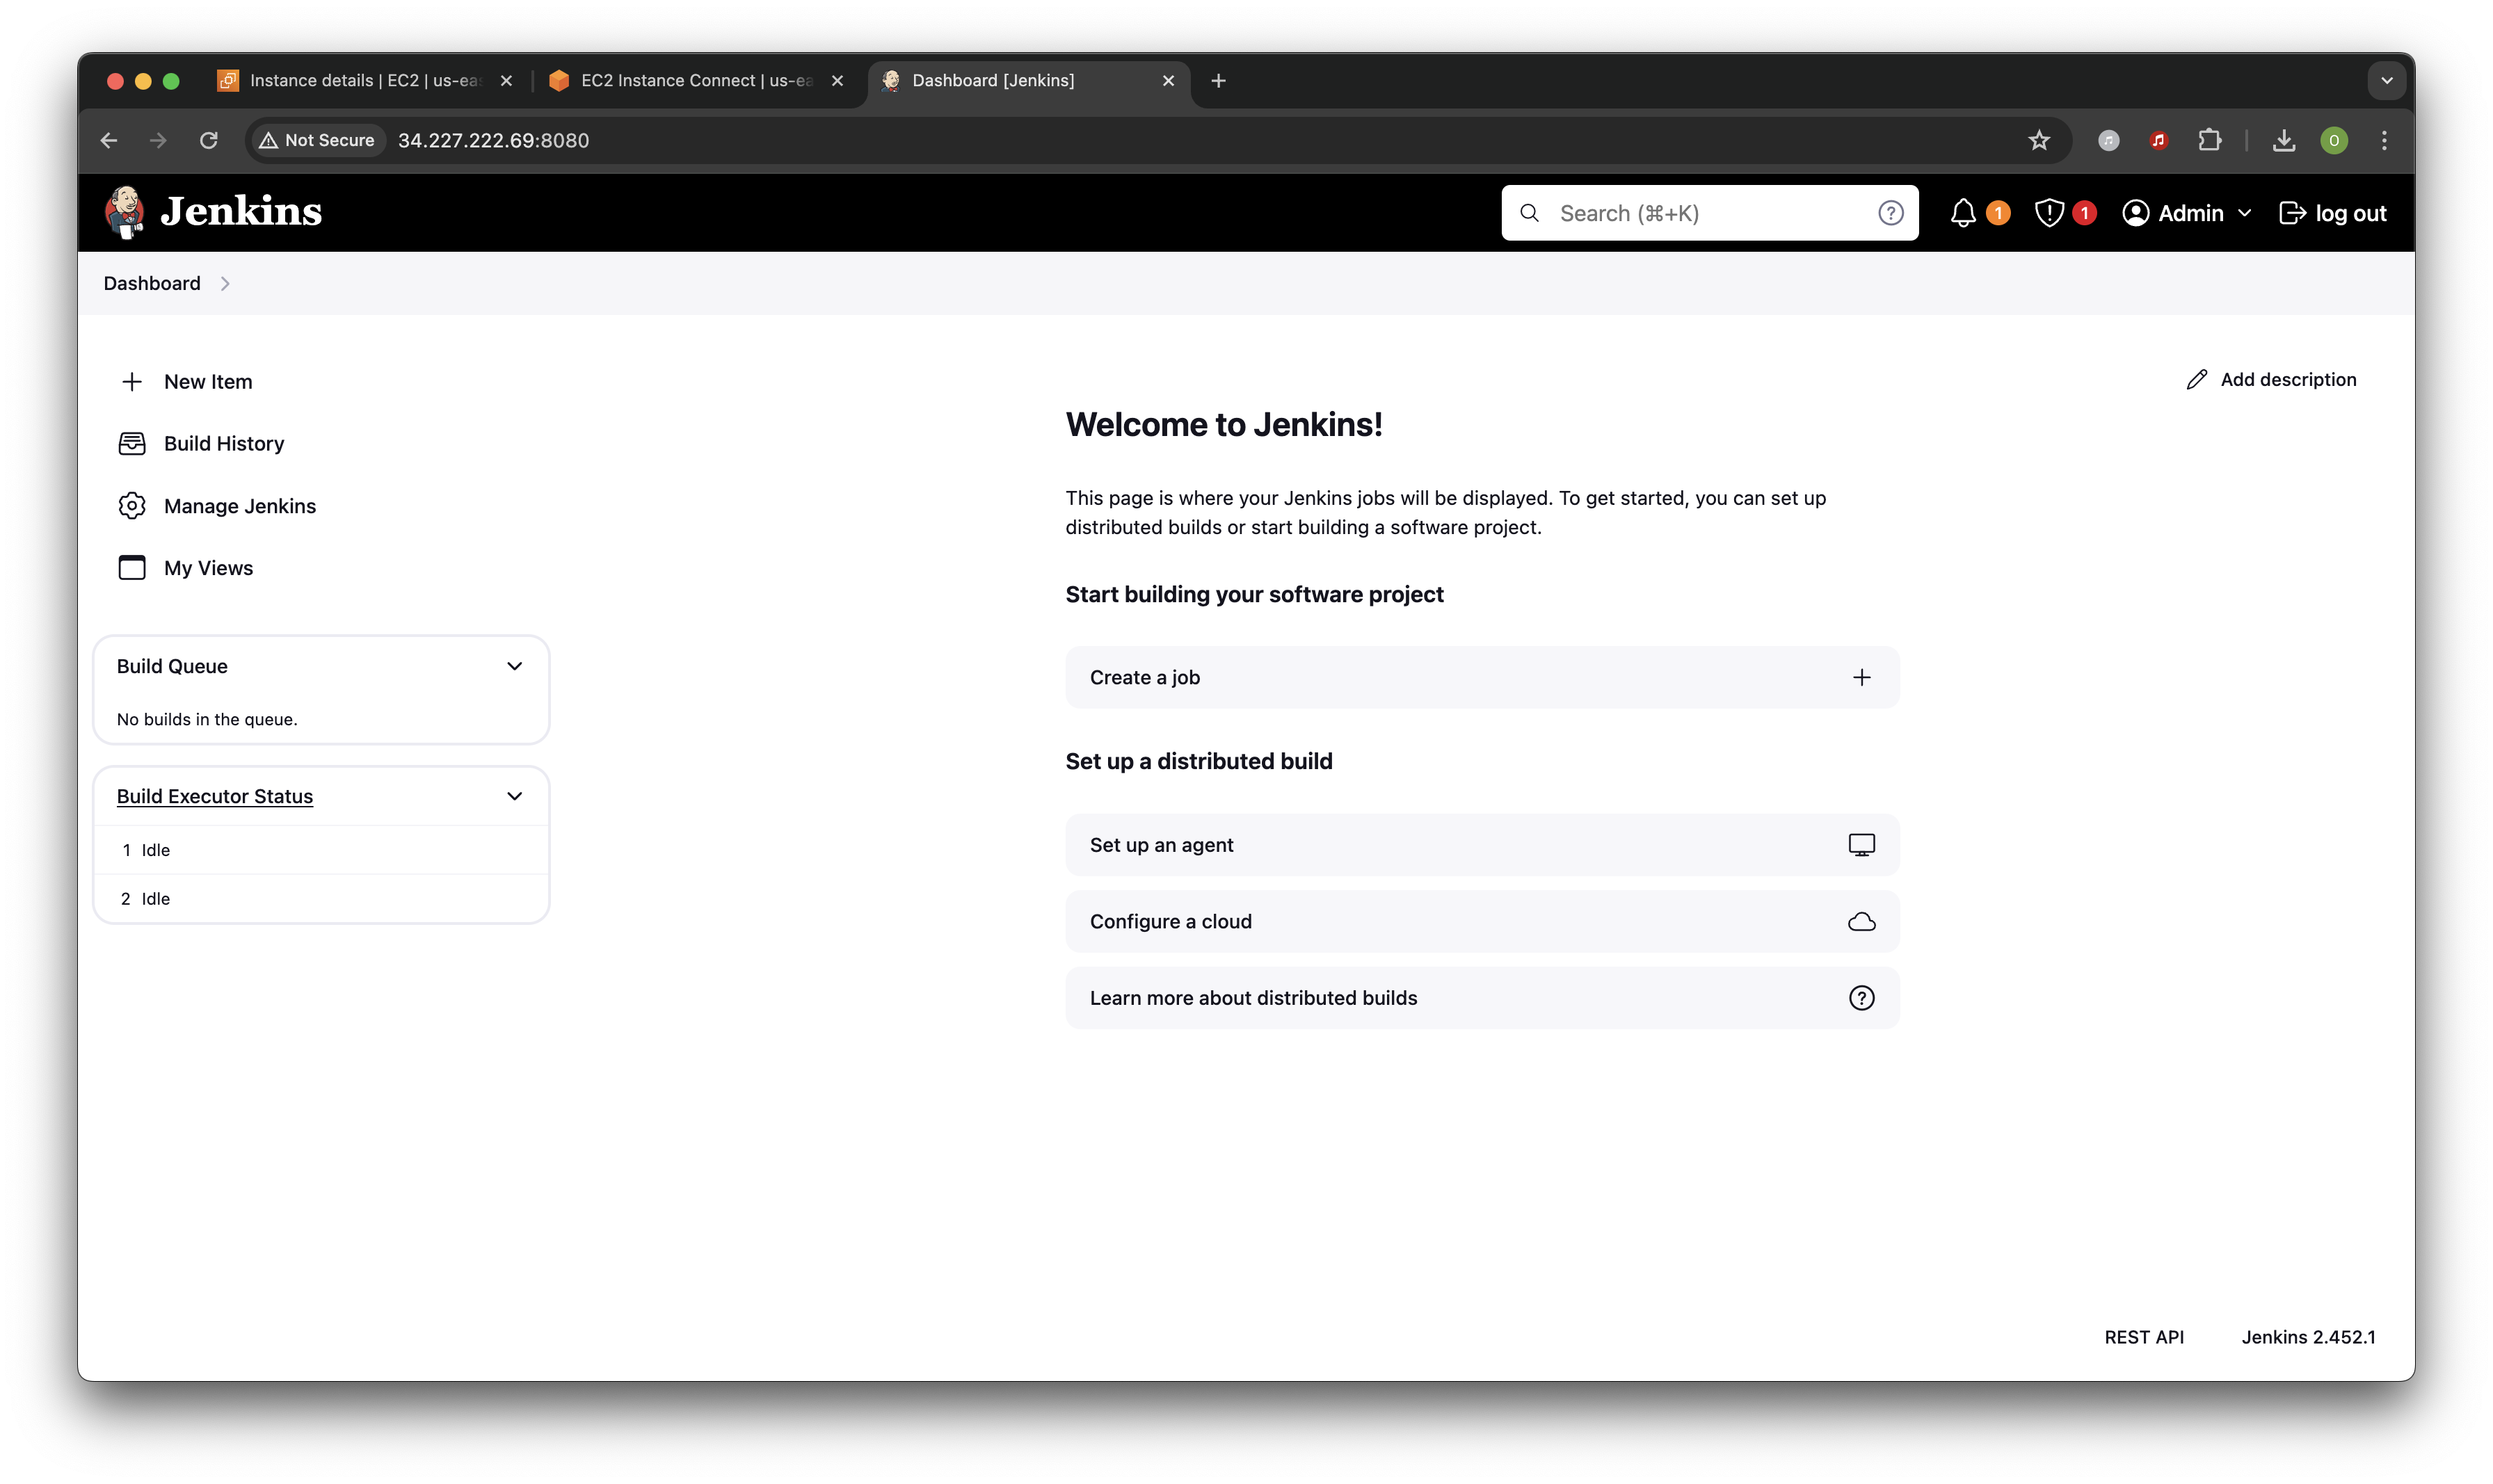 Instance details | EC2 | us-eas
EC2 Instance Connect | us-ea
Dashboard [Jenkins]
Not Secure
34.227.222.69:8080
O
Jenkins
Search (⌘+K)
1
1
Admin
log out
Dashboard
New Item
Build History
Manage Jenkins
My Views
Build Queue
No builds in the queue.
Build Executor Status
1 Idle
2 Idle
Add description
Welcome to Jenkins!
This page is where your Jenkins jobs will be displayed. To get started, you can set up
distributed builds or start building a software project.
Start building your software project
Create a job
Set up a distributed build
Set up an agent
Configure a cloud
Learn more about distributed builds
REST API
Jenkins 2.452.1